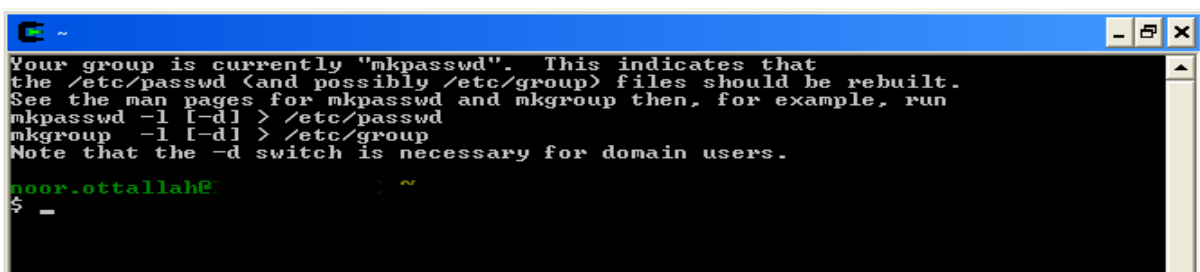 ~
Your group is currently "mkpasswd".  This indicates that
the /etc/passwd (and possibly /etc/group) files should be rebuilt.
See the man pages for mkpasswd and mkgroup then, for example, run
mkpasswd -l [-d] > /etc/passwd
mkgroup  -l [-d] > /etc/group
Note that the -d switch is necessary for domain users.
noor.ottallah@ ~
$ _